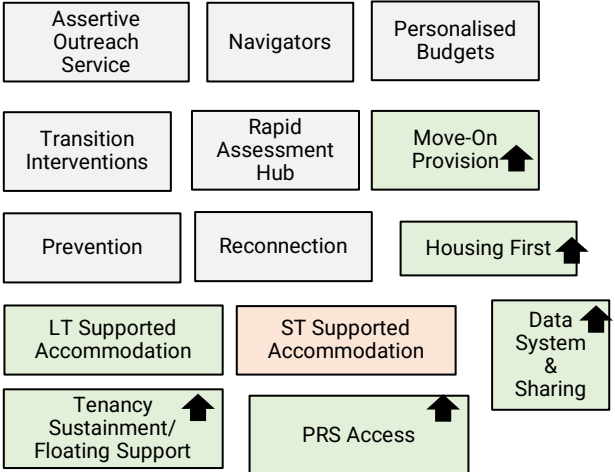 Assertive
Outreach
Service
Navigators
Personalised
Budgets
Transition
Interventions
Rapid
Assessment
Hub
Move-On
Provision
Prevention
Reconnection
Housing First
LT Supported
Accommodation
ST Supported
Accommodation
Data
System
&
Sharing
Tenancy
Sustainment/
Floating Support
PRS Access